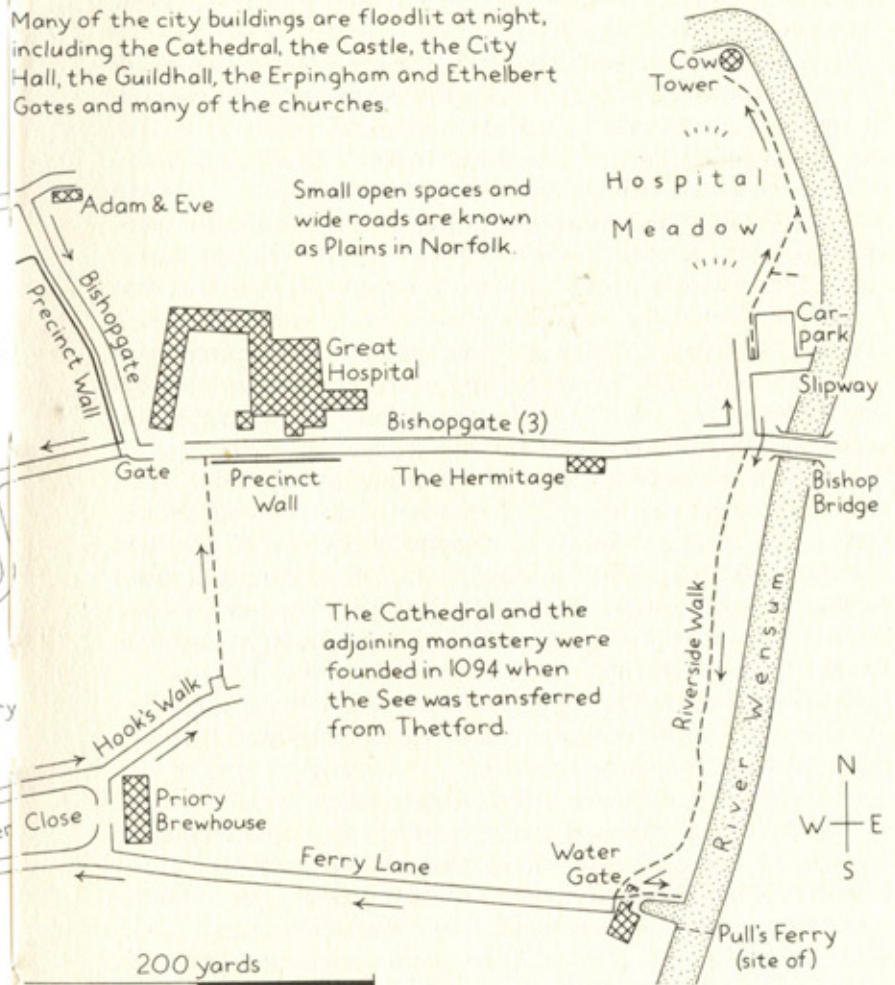 Many of the city buildings are floodlit at night,
including the Cathedral, the Castle, the City
Hall, the Guildhall, the Erpingham and Ethelbert
Gates and many of the churches.
Cow
Tower
Adam & Eve
Small open spaces and
wide roads are known
as Plains in Norfolk.
Hospital
Meadow
Bishopgate
Precinct Wall
Great
Hospital
Car-
park
Slipway
Bishopgate (3)
Gate
Precinct
Wall
The Hermitage
Bishop
Bridge
The Cathedral and the
adjoining monastery were
founded in 1094 when
the See was transferred
from Thetford.
Riverside Walk
River Wensum
Hook's Walk
Priory
Brewhouse
Close
Ferry Lane
Water
Gate
N
W E
S
Pull's Ferry
(site of)
200 yards